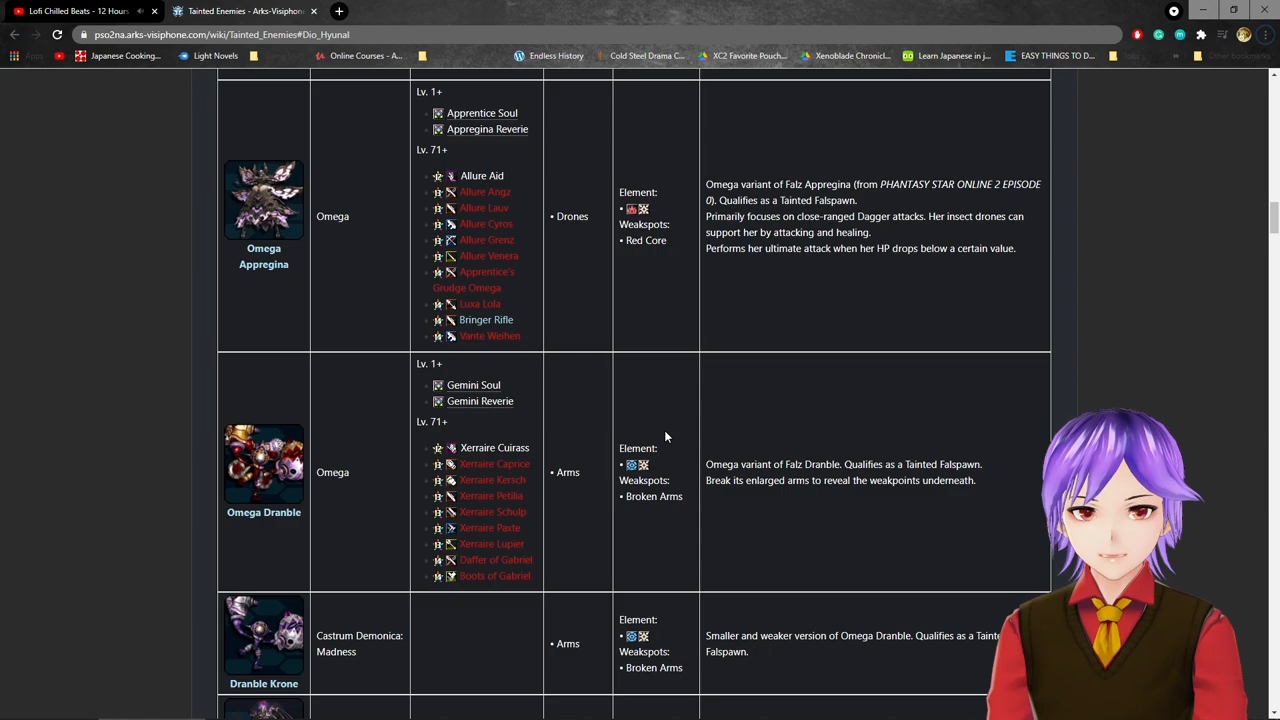 Lofi Chilled Beats - 12 Hours
Tainted Enemies - Arks-Visiphone
pso2na.arks-visiphone.com/wiki/Tainted_Enemies#Dio_Hyunal
Apps
Japanese Cooking...
Light Novels
Online Courses - A...
Endless History
Cold Steel Drama C...
XC2 Favorite Pouch...
Xenoblade Chronicl...
Learn Japanese in j...
EASY THINGS TO D...
Other bookmarks
Omega
Appregina
Omega
Lv. 1+
Apprentice Soul
Appregina Reverie
Lv. 71+
Allure Aid
Allure Angz
Allure Lauv
Allure Cyros
Allure Grenz
Allure Venera
Apprentice's
Grudge Omega
Luxa Lola
Bringer Rifle
Vante Weihen
• Drones
Element:
Weakspots:
• Red Core
Omega variant of Falz Appregina (from PHANTASY STAR ONLINE 2 EPISODE
0). Qualifies as a Tainted Falspawn.
Primarily focuses on close-ranged Dagger attacks. Her insect drones can
support her by attacking and healing.
Performs her ultimate attack when her HP drops below a certain value.
Omega Dranble
Omega
Lv. 1+
Gemini Soul
Gemini Reverie
Lv. 71+
Xerraire Cuirass
Xerraire Caprice
Xerraire Kersch
Xerraire Petilia
Xerraire Schulp
Xerraire Paxte
Xerraire Lupier
Daffer of Gabriel
Boots of Gabriel
• Arms
Element:
Weakspots:
• Broken Arms
Omega variant of Falz Dranble. Qualifies as a Tainted Falspawn.
Break its enlarged arms to reveal the weakpoints underneath.
Dranble Krone
Castrum Demonica:
Madness
• Arms
Element:
Weakspots:
• Broken Arms
Smaller and weaker version of Omega Dranble. Qualifies as a Tainte
Falspawn.